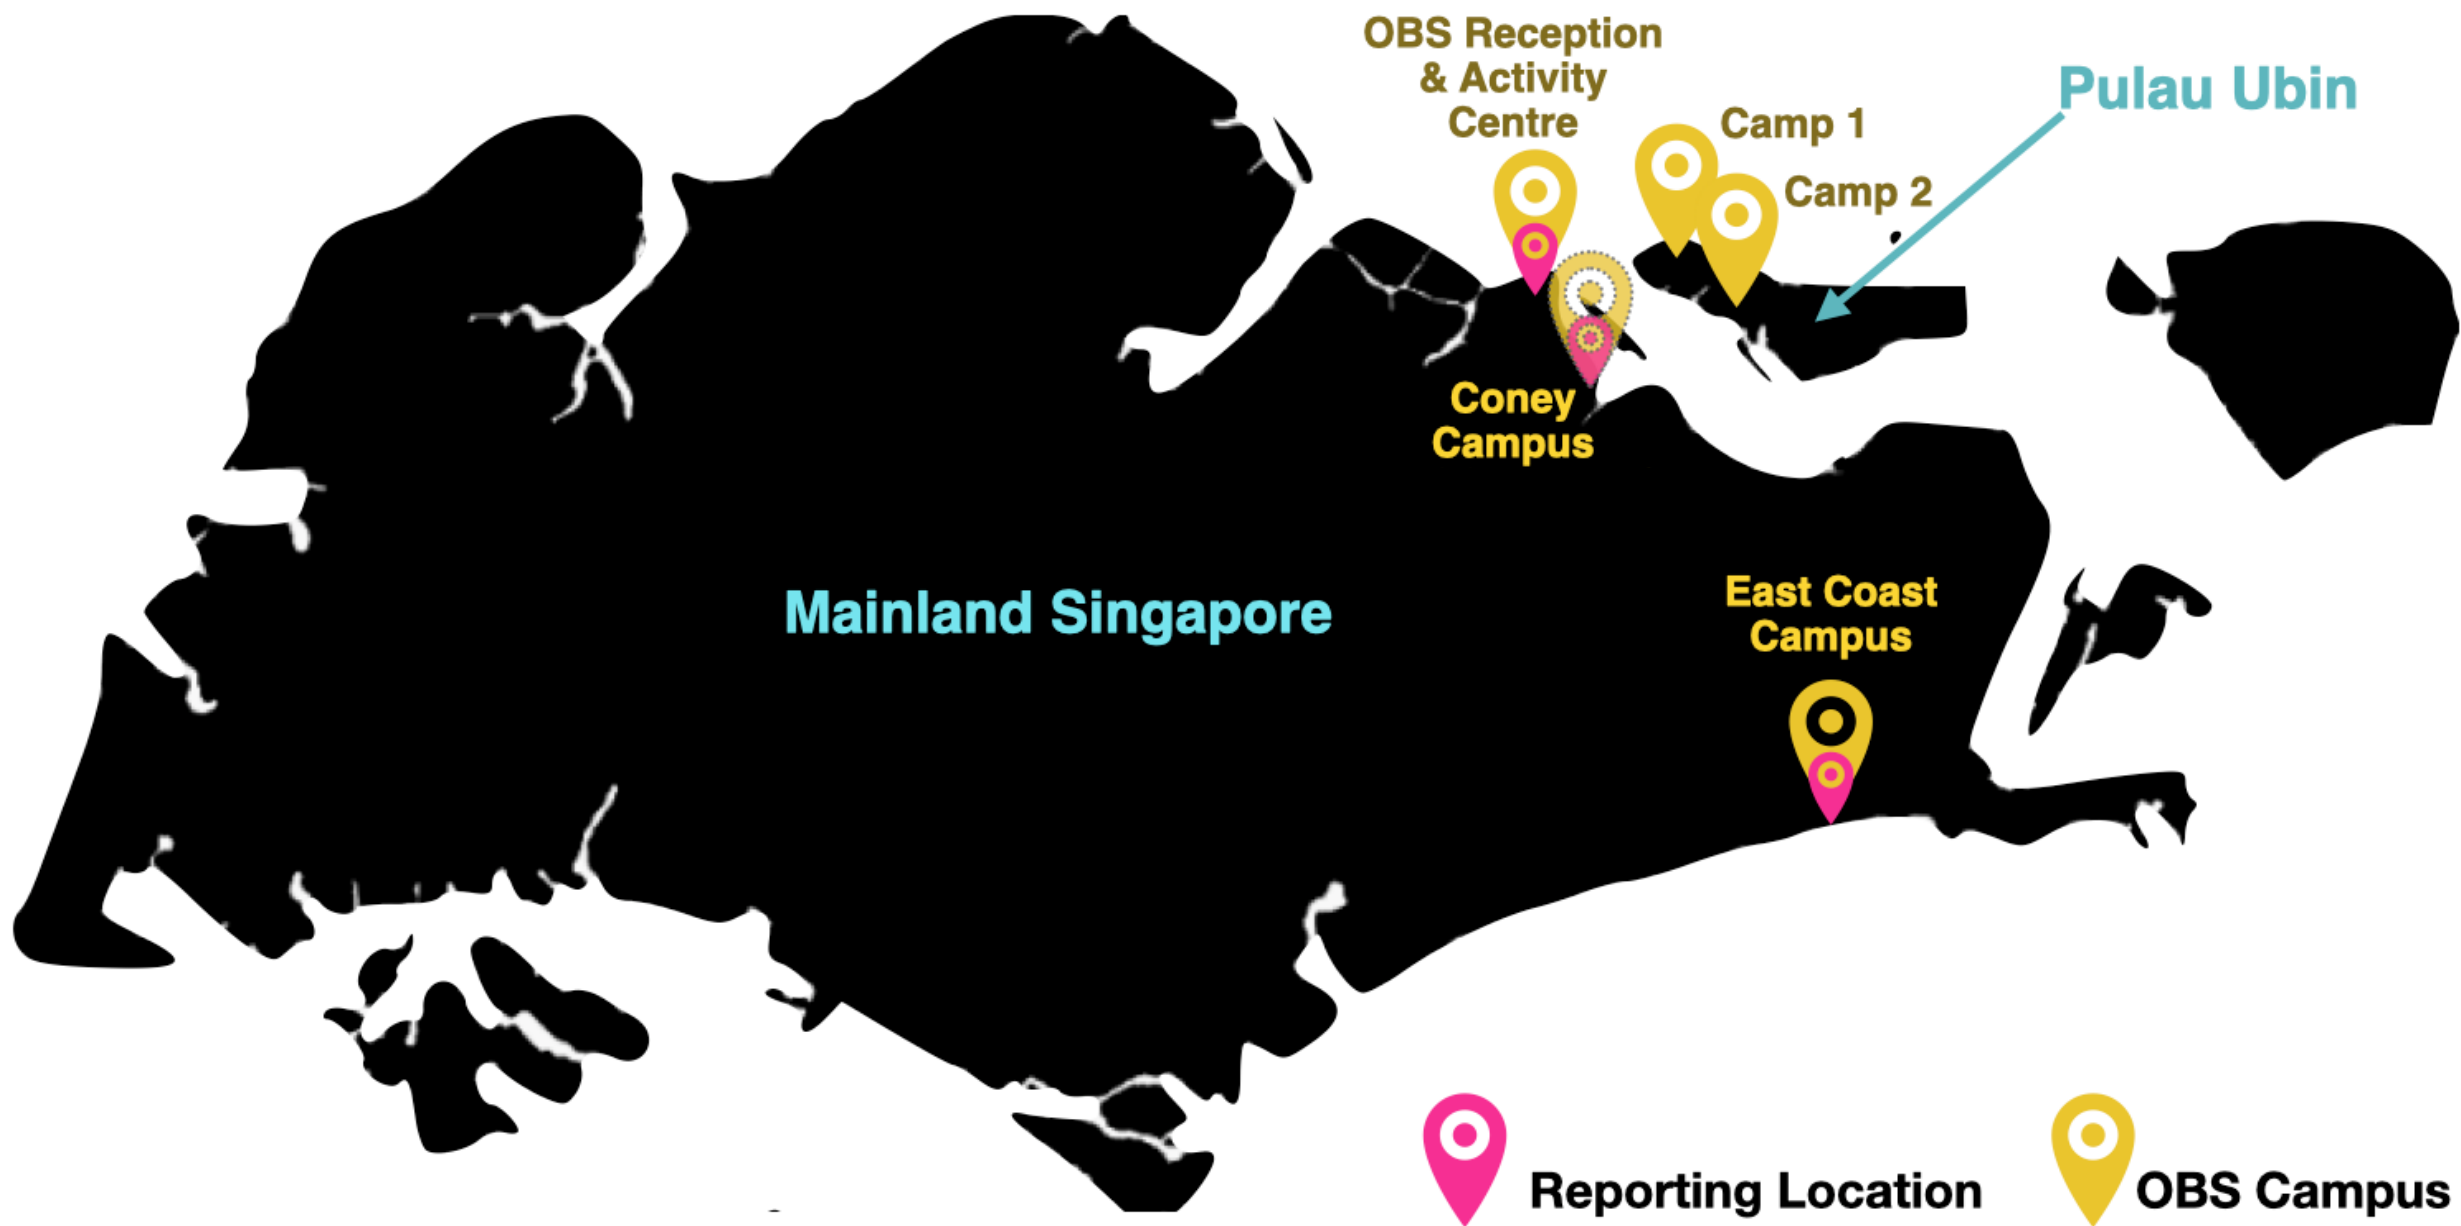 OBS Reception
& Activity
Centre
Pulau Ubin
Camp 1
Camp 2
Coney
Campus
Mainland Singapore
East Coast
Campus
Reporting Location
OBS Campus